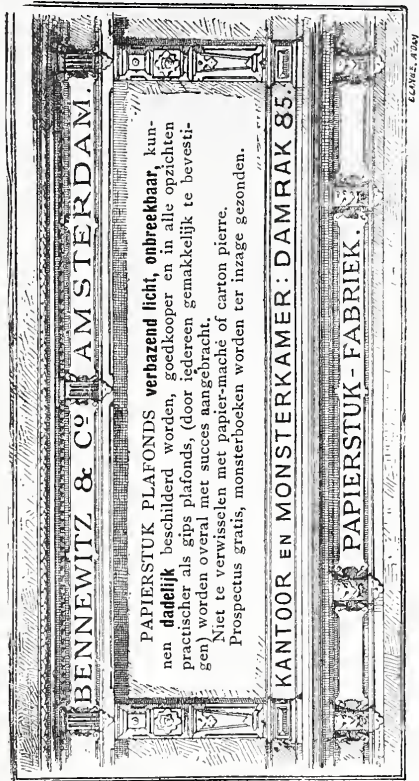 BENNEWITZ & Cº AMSTERDAM.
PAPIERSTUK PLAFONDS verbazend licht, onbreekbaar, kun-
nen dadelijk beschilderd worden, goedkooper en in alle opzichten
practischer als gips plafonds, (door iedereen gemakkelijk te bevesti-
gen) worden overal met succes aangebracht.
Niet te verwisselen met papier-maché of carton pierre.
Prospectus gratis, monsterboeken worden ter inzage gezonden.
KANTOOR EN MONSTERKAMER: DAMRAK 85.
PAPIERSTUK-FABRIEK.